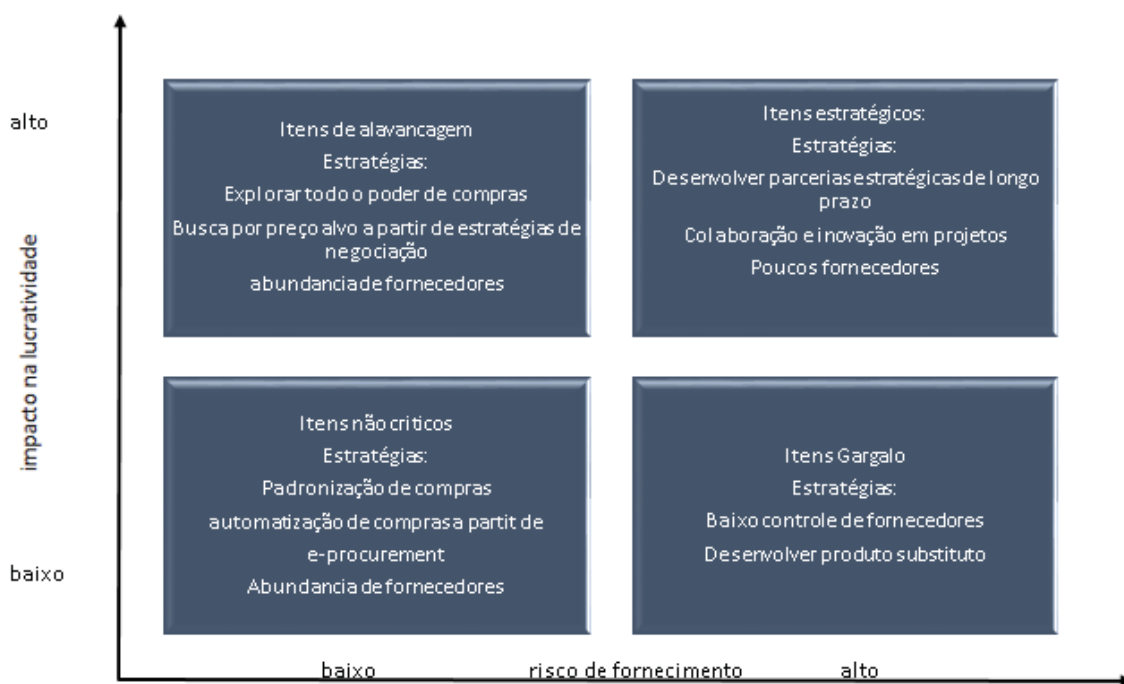 alto
impacto na lucratividade
baixo
Itens de alavancagem
Estratégias:
Explorar todo o poder de compras
Busca por preço alvo a partir de estratégias de
negociação
abundancia de fornecedores
Itens estratégicos:
Estratégias:
Desenvolver parcerias estratégicas de longo
prazo
Colaboração e inovação em projetos
Poucos fornecedores
Itens não criticos
Estratégias:
Padronização de compras
automatização de compras a partit de
e-procurement
Abundancia de fornecedores
Itens Gargalo
Estratégias:
Baixo controle de fornecedores
Desenvolver produto substituto
baixo
risco de fornecimento
alto